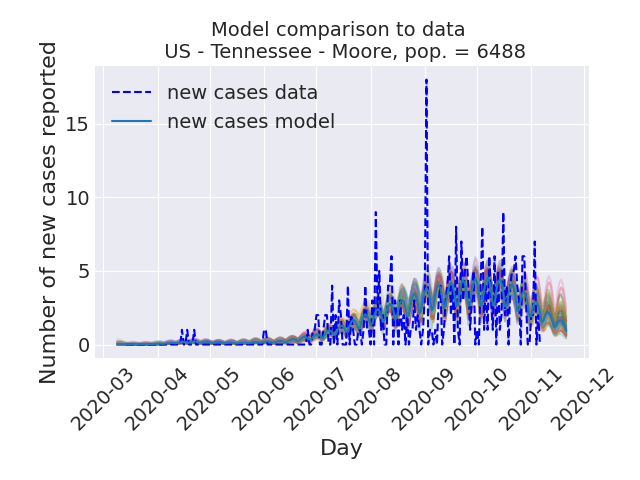 Model comparison to data
US - Tennessee - Moore, pop. = 6488
Number of new cases reported
new cases data
new cases model
15
10
5
0
2020-03
2020-04
2020-05
2020-06
2020-07
2020-08
2020-09
2020-10
2020-11
2020-12
Day